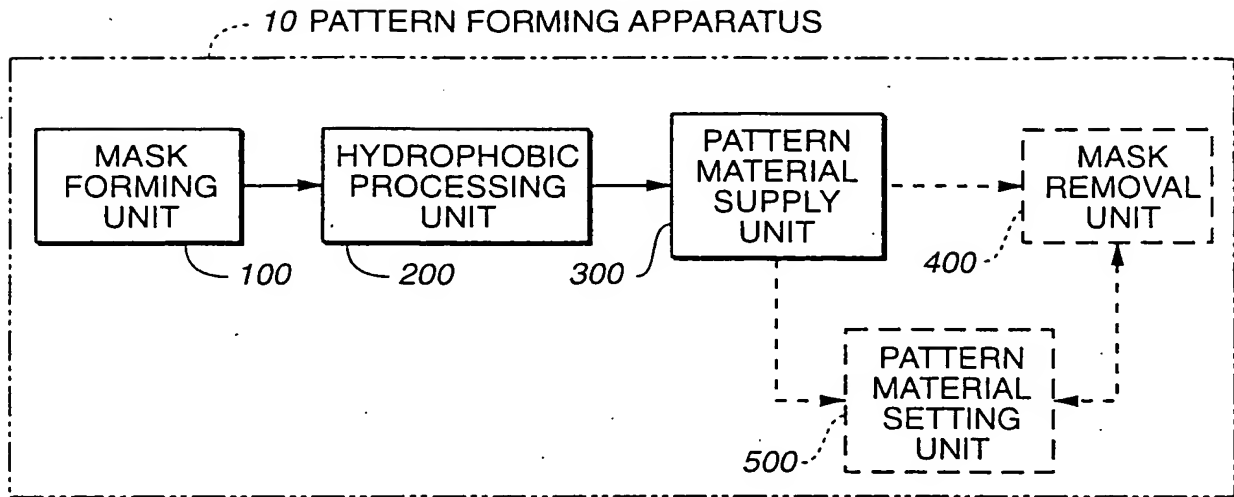 10 PATTERN FORMING APPARATUS
MASK
FORMING
UNIT
100
HYDROPHOBIC
PROCESSING
UNIT
200
PATTERN
MATERIAL
SUPPLY
UNIT
300
MASK
REMOVAL
UNIT
400
PATTERN
MATERIAL
SETTING
UNIT
500